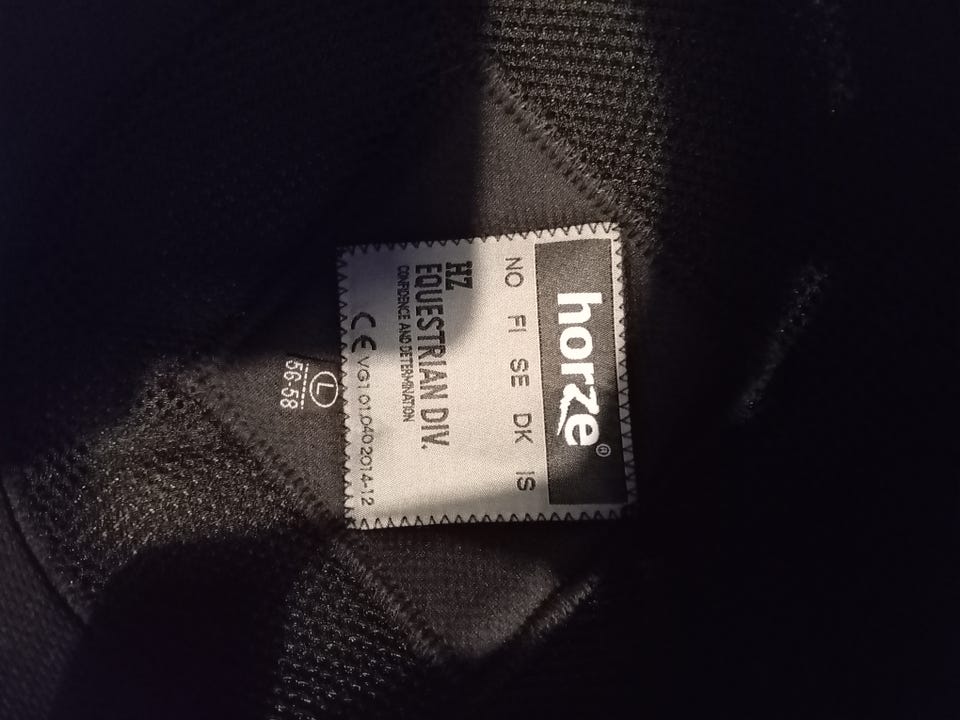 horze®
NO FI SE DK IS
HZ
EQUESTRIAN DIV.
CONFIDENCE AND DETERMINATION
CE VG1 01.040 2014-12
L
56-58